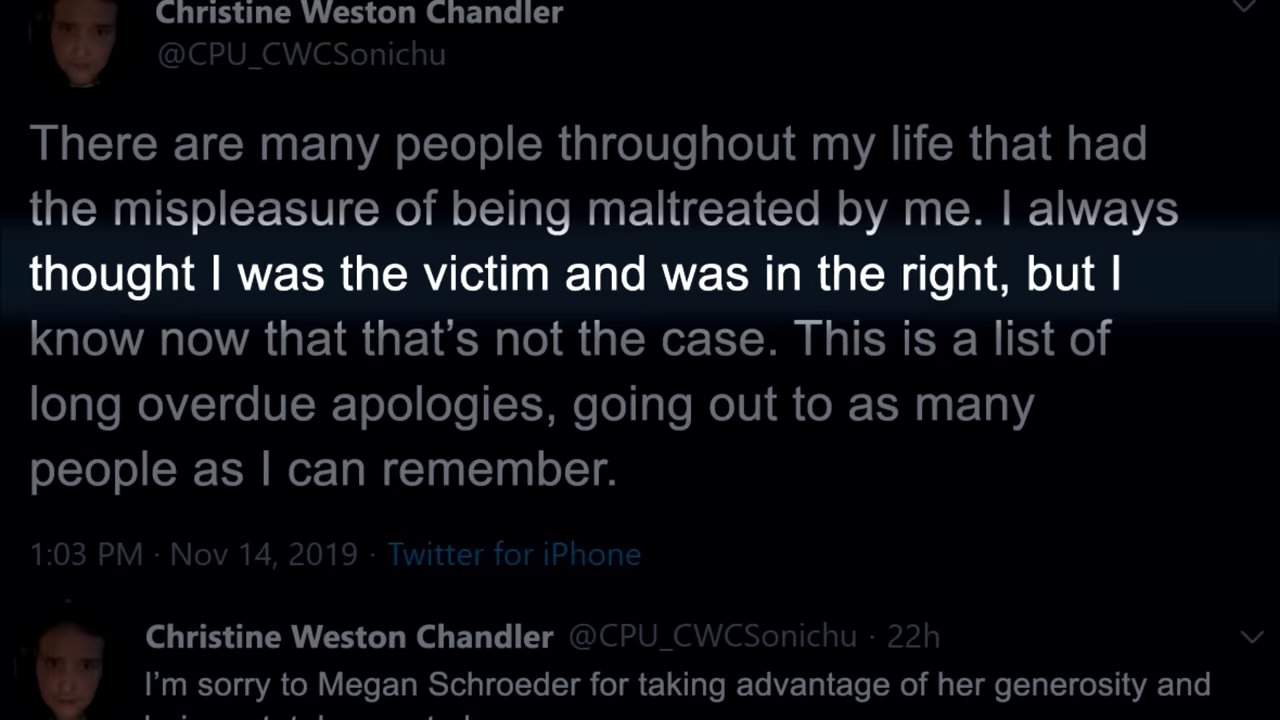 Christine Weston Chandler
@CPU_CWCSonichu
There are many people throughout my life that had
the mispleasure of being maltreated by me. I always
thought I was the victim and was in the right, but I
know now that that’s not the case. This is a list of
long overdue apologies, going out to as many
people as I can remember.
1:03 PM · Nov 14, 2019 · Twitter for iPhone
Christine Weston Chandler @CPU_CWCSonichu · 22h
I’m sorry to Megan Schroeder for taking advantage of her generosity and